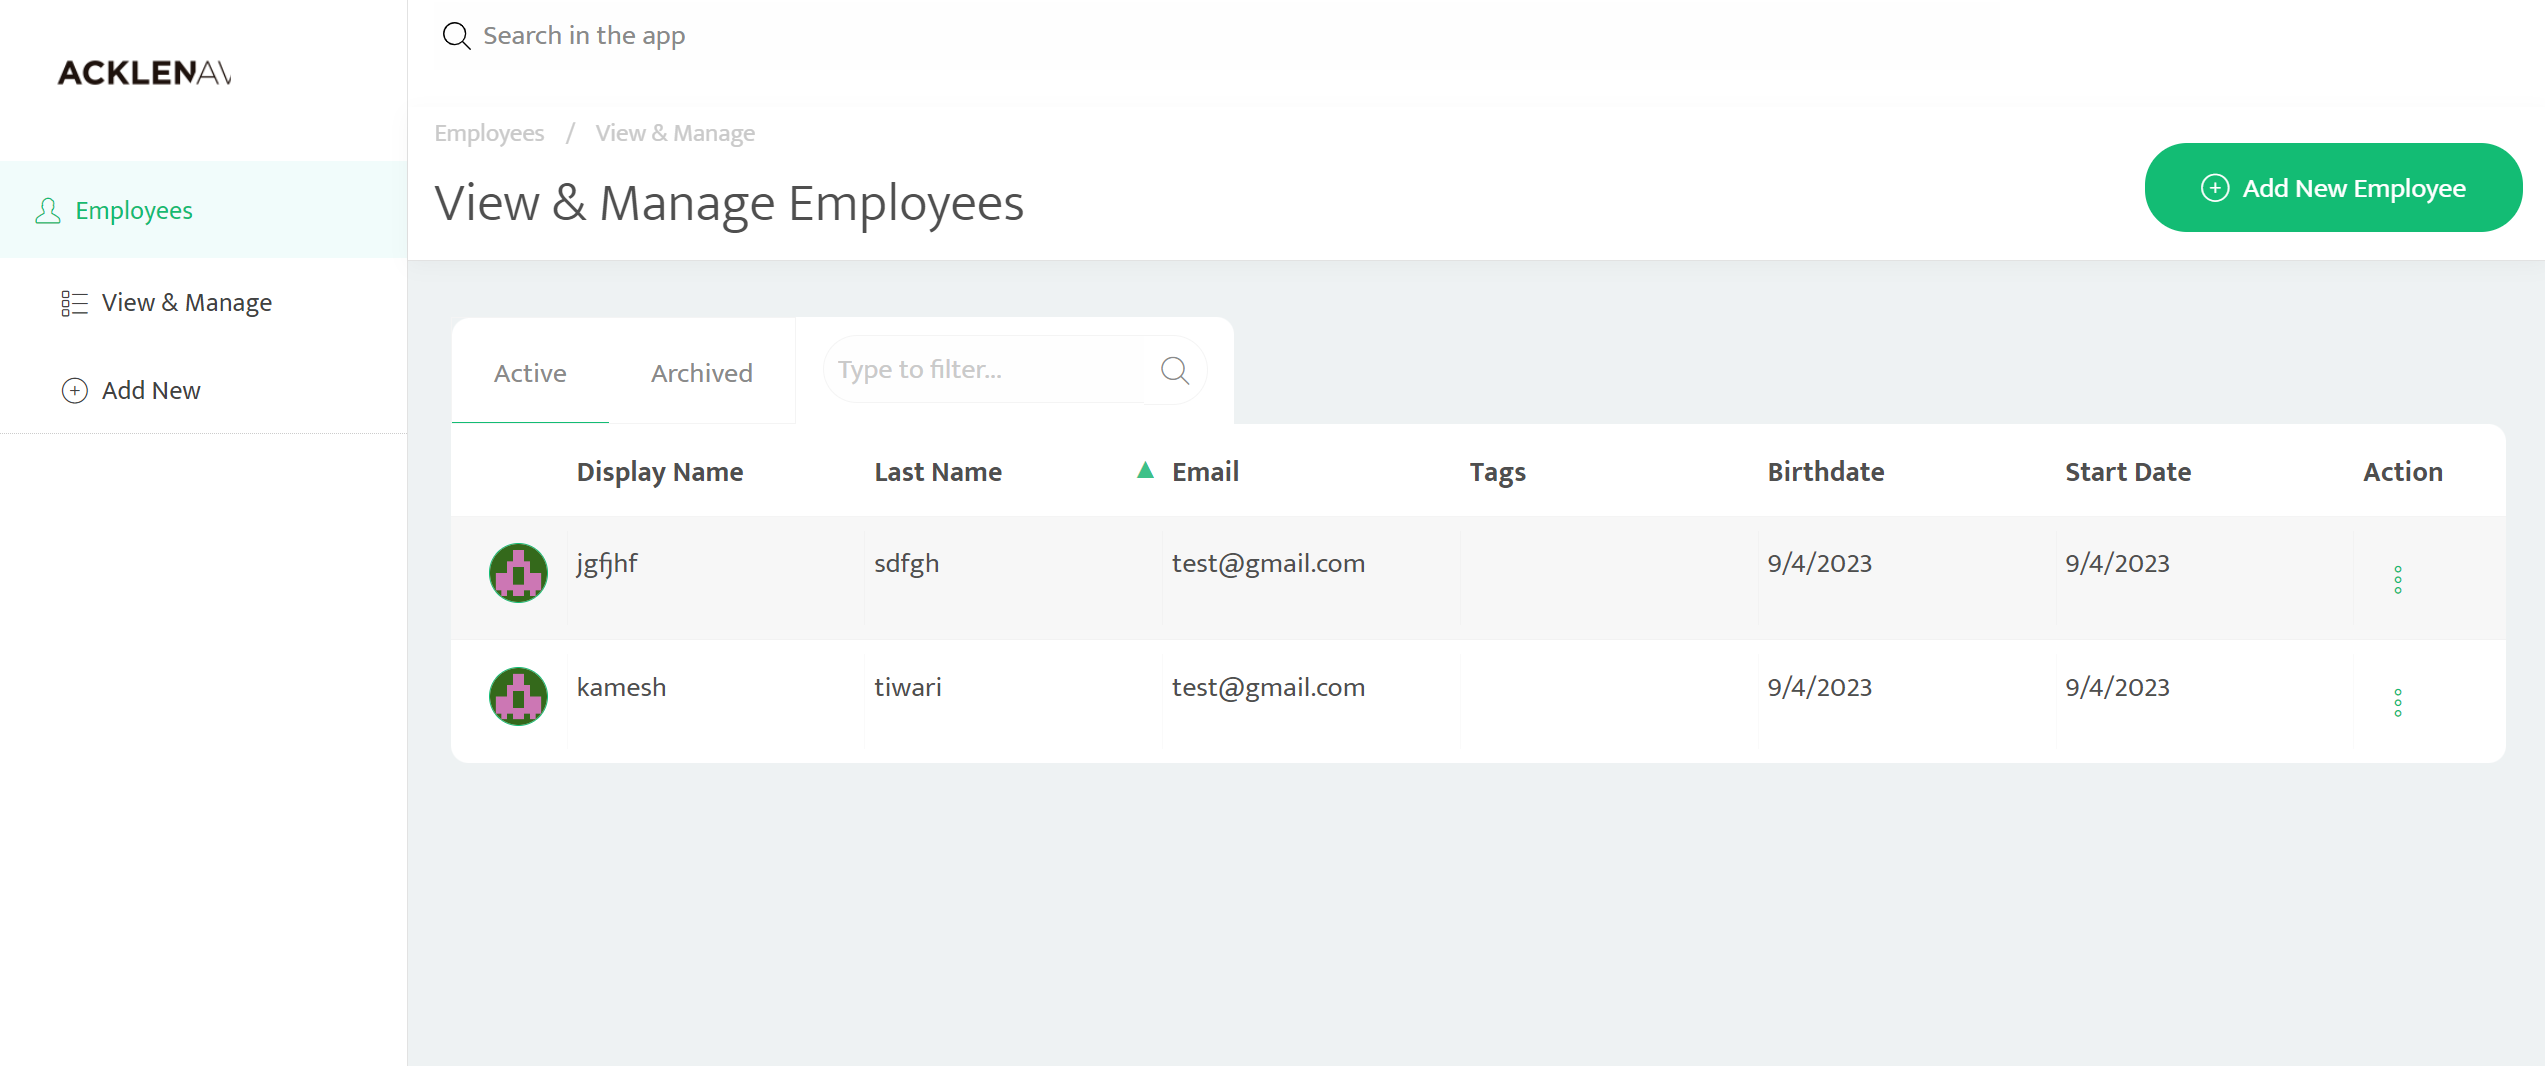 ACKLENAV
Search in the app
Employees / View & Manage
View & Manage Employees
Add New Employee
Employees
View & Manage
Add New
Active Archived Type to filter...
Display Name Last Name Email Tags Birthdate Start Date Action
jgfjhf sdfgh test@gmail.com 9/4/2023 9/4/2023
kamesh tiwari test@gmail.com 9/4/2023 9/4/2023